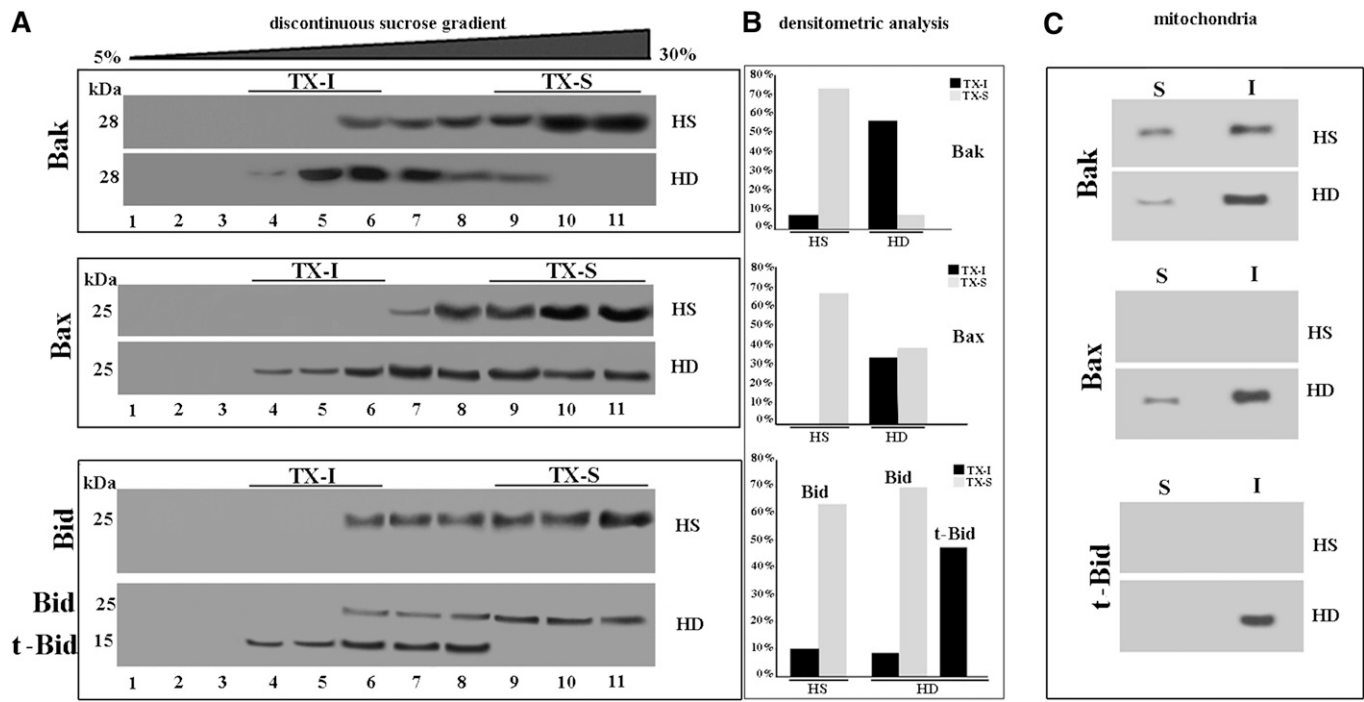 A
discontinuous sucrose gradient
5%
30%
kDa
TX-I
TX-S
Bak
28
HS
28
HD
1 2 3 4 5 6 7 8 9 10 11
kDa
TX-I
TX-S
Bax
25
HS
25
HD
1 2 3 4 5 6 7 8 9 10 11
kDa
TX-I
TX-S
Bid
25
HS
Bid
25
t-Bid
15
HD
1 2 3 4 5 6 7 8 9 10 11
B
densitometric analysis
80%
70%
60%
50%
40%
30%
20%
10%
0%
TX-I
TX-S
Bak
HS
HD
80%
70%
60%
50%
40%
30%
20%
10%
0%
TX-I
TX-S
Bax
HS
HD
80%
70%
60%
50%
40%
30%
20%
10%
0%
TX-I
TX-S
Bid
Bid
t-Bid
HS
HD
C
mitochondria
S I
Bak
HS
HD
S I
Bax
HS
HD
S I
t-Bid
HS
HD